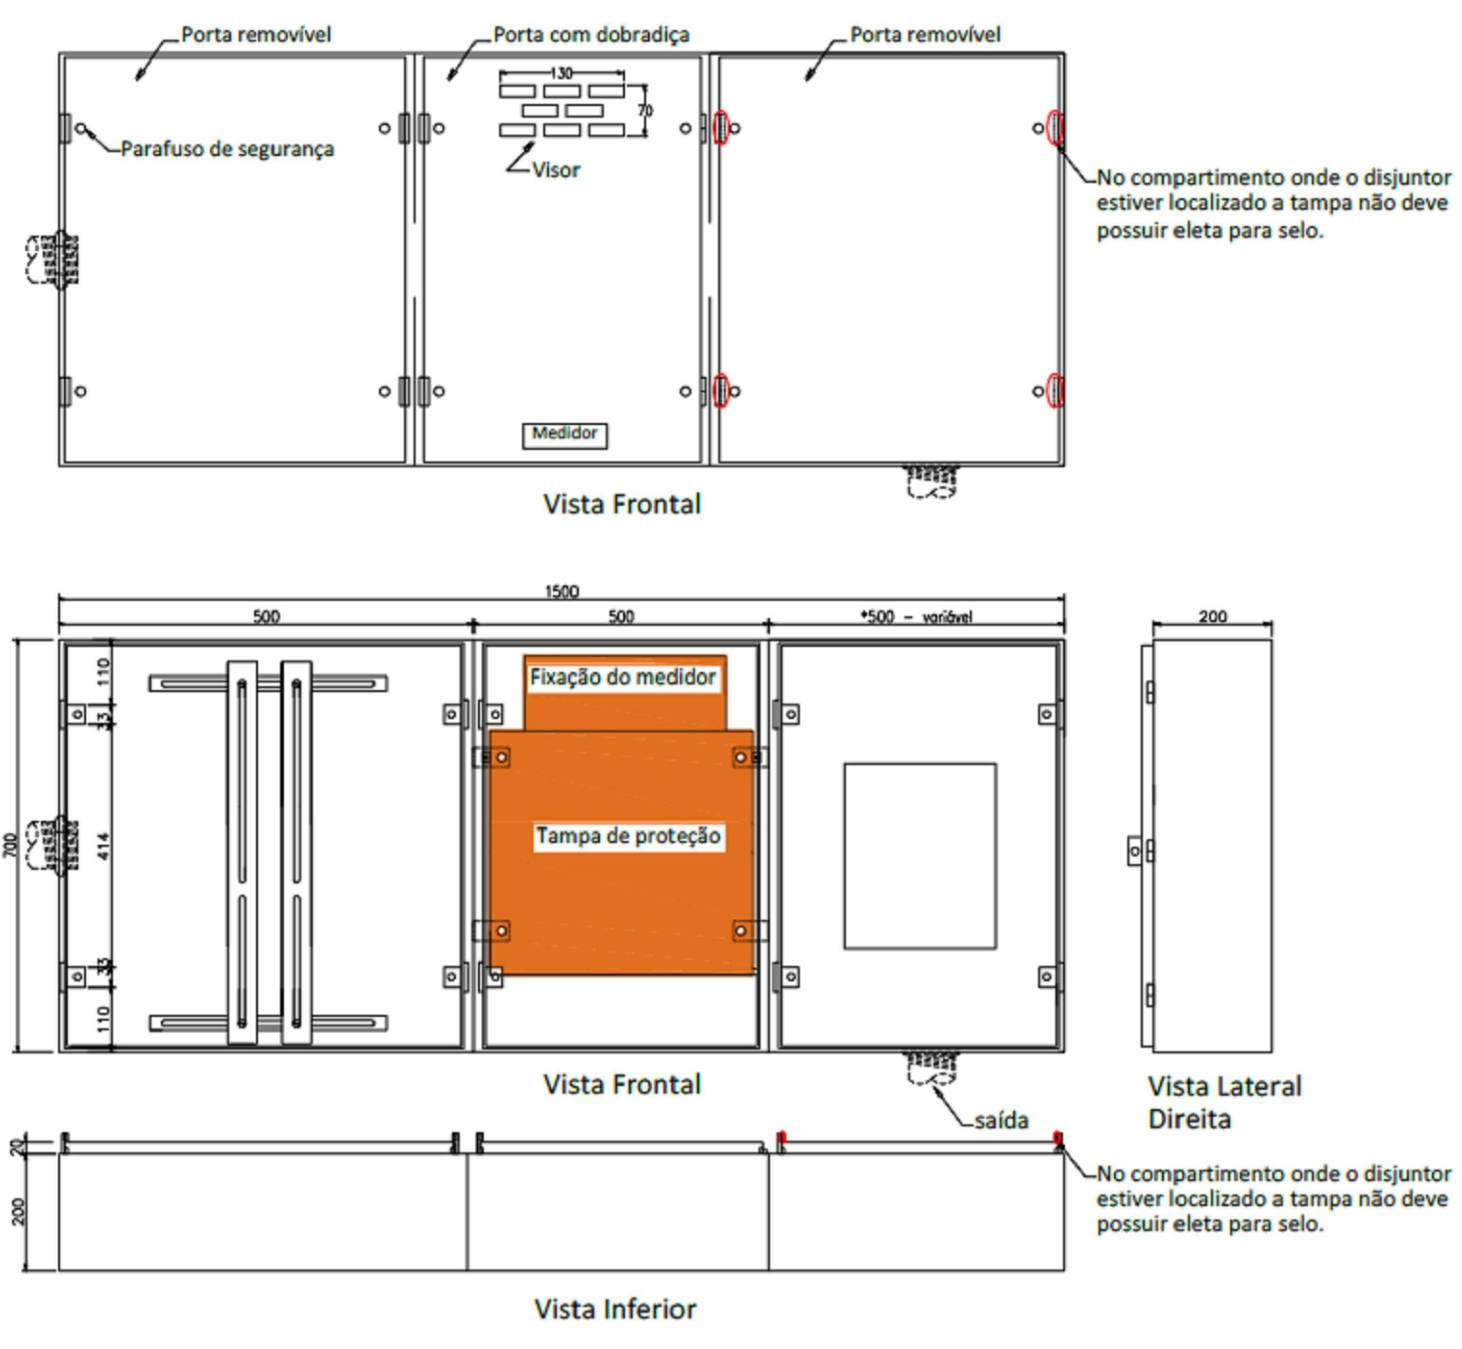 Porta removível
Porta com dobradiça
Porta removível
130
70
Parafuso de segurança
Visor
No compartimento onde o disjuntor
estiver localizado a tampa não deve
possuir eleta para selo.
Medidor
Vista Frontal
1500
500
500
*500 - variável
200
110
33
414
33
110
700
Fixação do medidor
Tampa de proteção
Vista Frontal
saída
Vista Lateral
Direita
20
200
No compartimento onde o disjuntor
estiver localizado a tampa não deve
possuir eleta para selo.
Vista Inferior